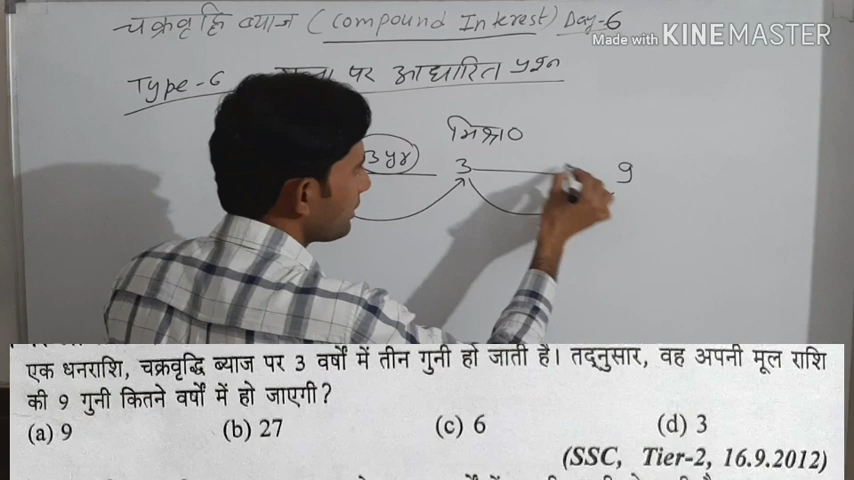 चक्रवृद्धि ब्याज (Compound Interest) Day-6
Made with KINEMASTER
Type-6 पर आधारित प्रश्न
मिश्र०
3yr 3 9
एक धनराशि, चक्रवृद्धि ब्याज पर 3 वर्षों में तीन गुनी हो जाती है। तद्नुसार, वह अपनी मूल राशि
की 9 गुनी कितने वर्षों में हो जाएगी?
(a) 9 (b) 27 (c) 6 (d) 3
(SSC, Tier-2, 16.9.2012)